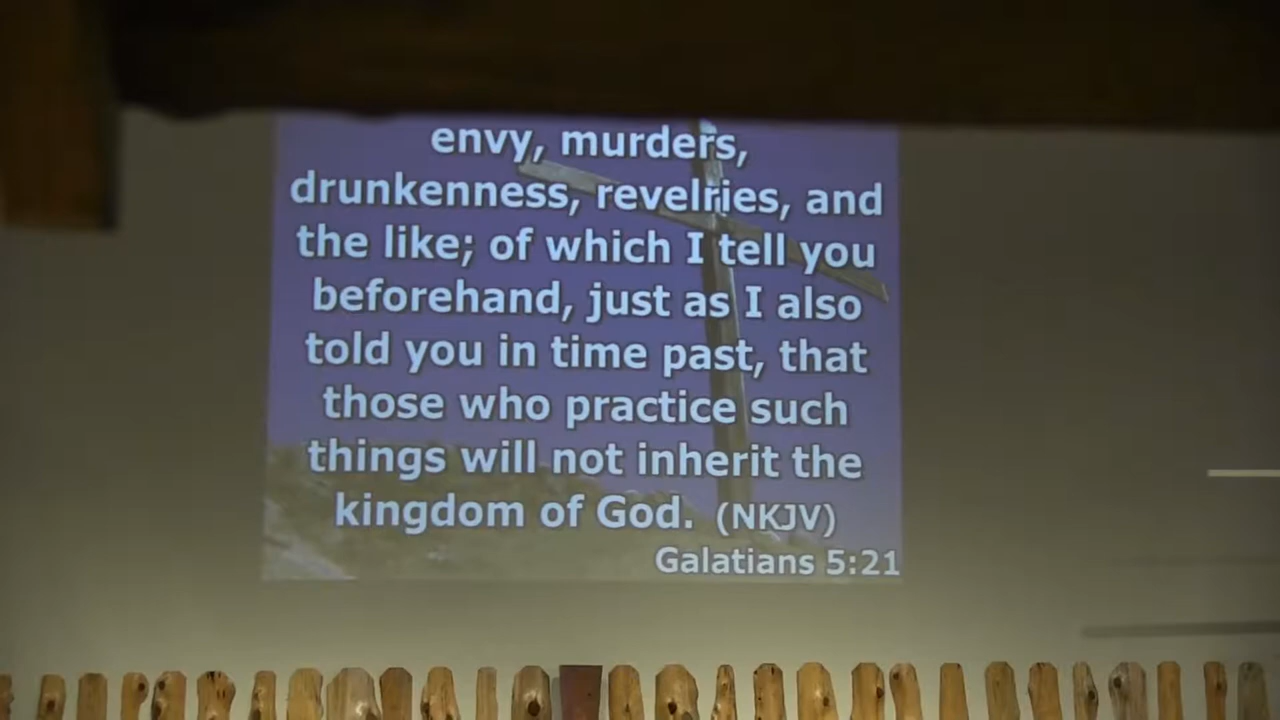 envy, murders,
drunkenness, revelries, and
the like; of which I tell you
beforehand, just as I also
told you in time past, that
those who practice such
things will not inherit the
kingdom of God. (NKJV)
Galatians 5:21